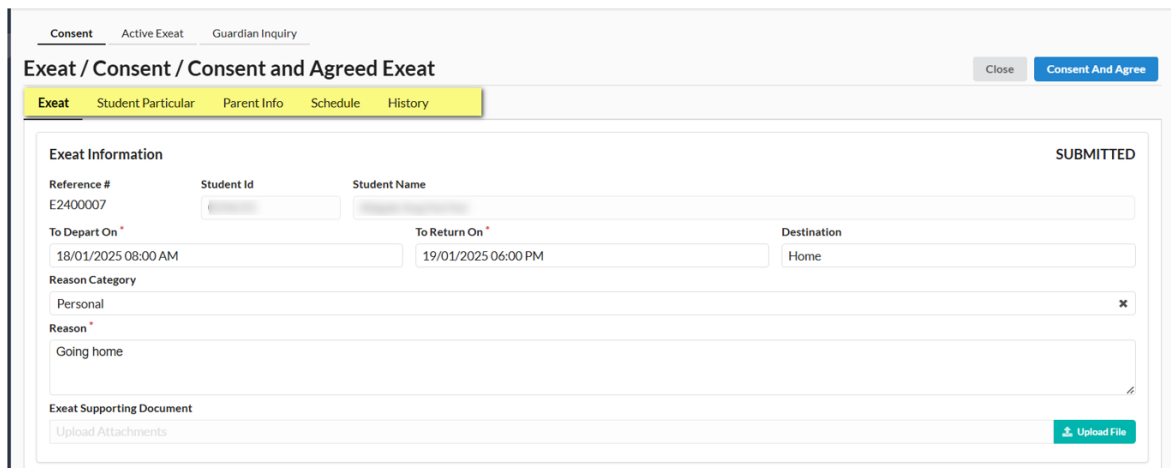 Consent Active Exeat Guardian Inquiry
Exeat / Consent / Consent and Agreed Exeat Close Consent And Agree
Exeat Student Particular Parent Info Schedule History
Exeat Information SUBMITTED
Reference # Student Id Student Name
E2400007
To Depart On * To Return On * Destination
18/01/2025 08:00 AM 19/01/2025 06:00 PM Home
Reason Category
Personal
Reason *
Going home
Exeat Supporting Document
Upload Attachments Upload File